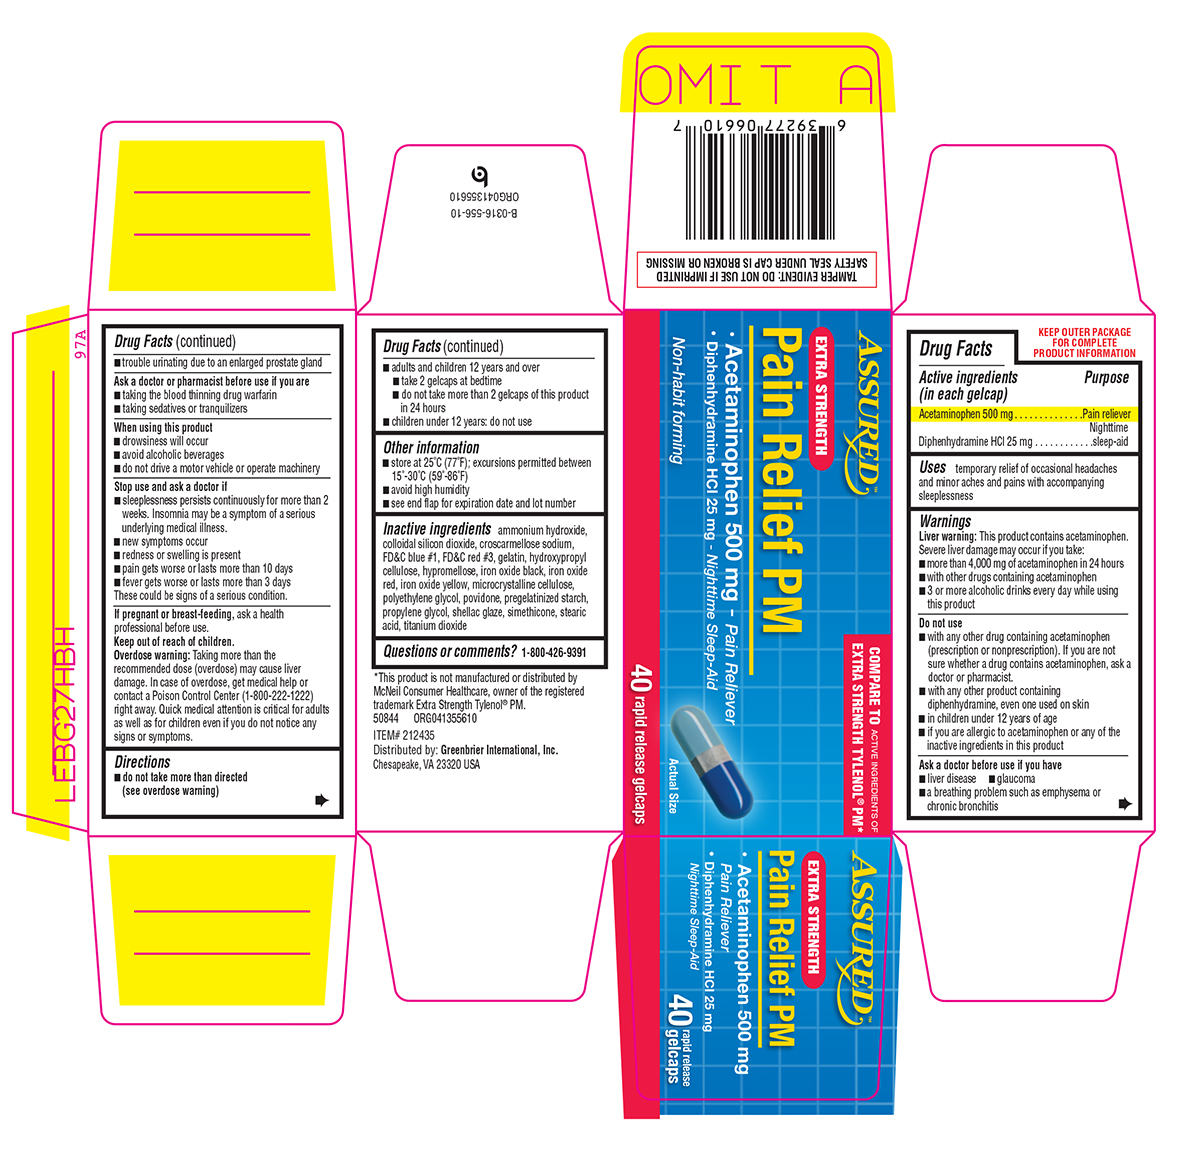 OMIT A
6 39277 06610 7
TAMPER EVIDENT: DO NOT USE IF IMPRINTED
SAFETY SEAL UNDER CAP IS BROKEN OR MISSING
B-0316-556-10
ORG041355610
b
97A
LEBG27HBH
ASSURED™
EXTRA STRENGTH
Pain Relief PM
• Acetaminophen 500 mg - Pain Reliever
• Diphenhydramine HCl 25 mg - Nighttime Sleep-Aid
Non-habit forming
COMPARE TO ACTIVE INGREDIENTS OF
EXTRA STRENGTH TYLENOL® PM*
Actual Size
40 rapid release gelcaps
ASSURED™
EXTRA STRENGTH
Pain Relief PM
• Acetaminophen 500 mg
Pain Reliever
• Diphenhydramine HCl 25 mg
Nighttime Sleep-Aid
40 rapid release
gelcaps
KEEP OUTER PACKAGE
FOR COMPLETE
PRODUCT INFORMATION
Drug Facts
Active ingredients Purpose
(in each gelcap)
Acetaminophen 500 mg . . . . . . . . . . . . . .Pain reliever
Nighttime
Diphenhydramine HCl 25 mg . . . . . . . . . . . .sleep-aid
Uses temporary relief of occasional headaches
and minor aches and pains with accompanying
sleeplessness
Warnings
Liver warning: This product contains acetaminophen.
Severe liver damage may occur if you take:
■ more than 4,000 mg of acetaminophen in 24 hours
■ with other drugs containing acetaminophen
■ 3 or more alcoholic drinks every day while using
this product
Do not use
■ with any other drug containing acetaminophen
(prescription or nonprescription). If you are not
sure whether a drug contains acetaminophen, ask a
doctor or pharmacist.
■ with any other product containing
diphenhydramine, even one used on skin
■ in children under 12 years of age
■ if you are allergic to acetaminophen or any of the
inactive ingredients in this product
Ask a doctor before use if you have
■ liver disease ■ glaucoma
■ a breathing problem such as emphysema or
chronic bronchitis
Drug Facts (continued)
■ trouble urinating due to an enlarged prostate gland
Ask a doctor or pharmacist before use if you are
■ taking the blood thinning drug warfarin
■ taking sedatives or tranquilizers
When using this product
■ drowsiness will occur
■ avoid alcoholic beverages
■ do not drive a motor vehicle or operate machinery
Stop use and ask a doctor if
■ sleeplessness persists continuously for more than 2
weeks. Insomnia may be a symptom of a serious
underlying medical illness.
■ new symptoms occur
■ redness or swelling is present
■ pain gets worse or lasts more than 10 days
■ fever gets worse or lasts more than 3 days
These could be signs of a serious condition.
If pregnant or breast-feeding, ask a health
professional before use.
Keep out of reach of children.
Overdose warning: Taking more than the
recommended dose (overdose) may cause liver
damage. In case of overdose, get medical help or
contact a Poison Control Center (1-800-222-1222)
right away. Quick medical attention is critical for adults
as well as for children even if you do not notice any
signs or symptoms.
Directions
■ do not take more than directed
(see overdose warning)
Drug Facts (continued)
■ adults and children 12 years and over
■ take 2 gelcaps at bedtime
■ do not take more than 2 gelcaps of this product
in 24 hours
■ children under 12 years: do not use
Other information
■ store at 25˚C (77˚F); excursions permitted between
15˚-30˚C (59˚-86˚F)
■ avoid high humidity
■ see end flap for expiration date and lot number
Inactive ingredients ammonium hydroxide,
colloidal silicon dioxide, croscarmellose sodium,
FD&C blue #1, FD&C red #3, gelatin, hydroxypropyl
cellulose, hypromellose, iron oxide black, iron oxide
red, iron oxide yellow, microcrystalline cellulose,
polyethylene glycol, povidone, pregelatinized starch,
propylene glycol, shellac glaze, simethicone, stearic
acid, titanium dioxide
Questions or comments? 1-800-426-9391
*This product is not manufactured or distributed by
McNeil Consumer Healthcare, owner of the registered
trademark Extra Strength Tylenol® PM.
50844 ORG041355610
ITEM# 212435
Distributed by: Greenbrier International, Inc.
Chesapeake, VA 23320 USA